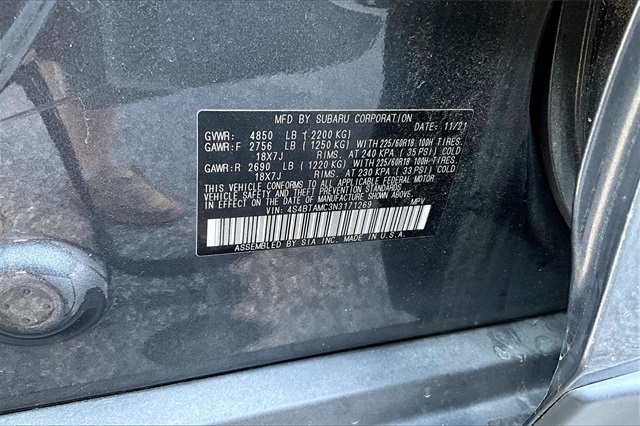 MFD BY SUBARU CORPORATION DATE: 11/21
GVWR: 4850 LB (2200 KG)
GAWR:F 2756 LB (1250 KG) WITH 225/60R18 100H TIRES.
18X7J RIMS. AT 240 KPA (35 PSI) COLD
GAWR:R 2690 LB (1220 KG) WITH 225/60R18 100H TIRES.
18X7J RIMS. AT 230 KPA (33 PSI) COLD
THIS VEHICLE CONFORMS TO ALL APPLICABLE FEDERAL MOTOR
VEHICLE SAFETY AND THEFT PREVENTION STANDARDS
IN EFFECT ON THE DATE OF MANUFACTURE SHOWN ABOVE.
VIN: 4S4BTAMC3N3171269 MPV
ASSEMBLED BY SIA INC. MADE IN U.S.A.